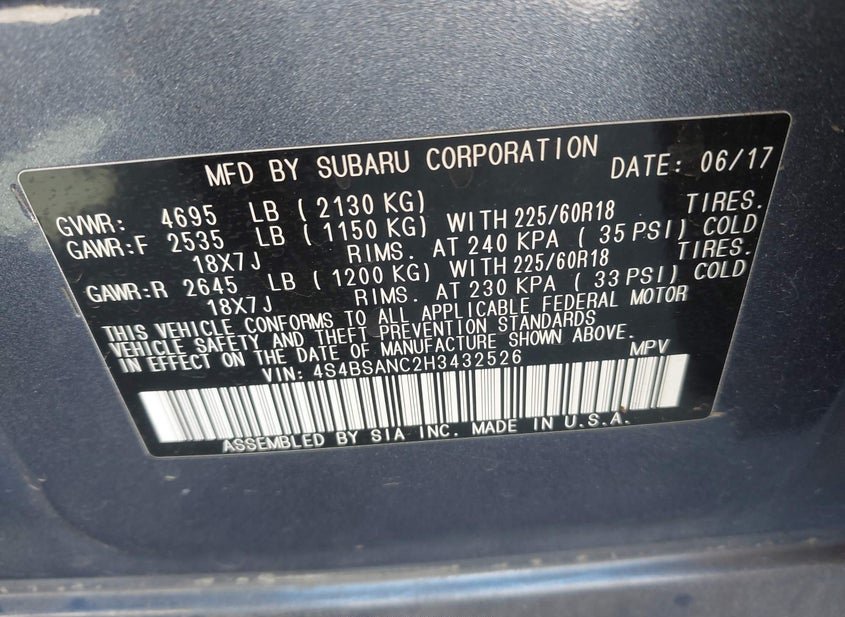 MFD BY SUBARU CORPORATION DATE: 06/17
GVWR: 4695 LB ( 2130 KG)
GAWR:F 2535 LB ( 1150 KG) WITH 225/60R18 TIRES.
18X7J RIMS. AT 240 KPA ( 35 PSI) COLD
GAWR:R 2645 LB ( 1200 KG) WITH 225/60R18 TIRES.
18X7J RIMS. AT 230 KPA ( 33 PSI) COLD
THIS VEHICLE CONFORMS TO ALL APPLICABLE FEDERAL MOTOR
VEHICLE SAFETY AND THEFT PREVENTION STANDARDS
IN EFFECT ON THE DATE OF MANUFACTURE SHOWN ABOVE.
VIN: 4S4BSANC2H3432526 MPV
ASSEMBLED BY SIA INC. MADE IN U.S.A.